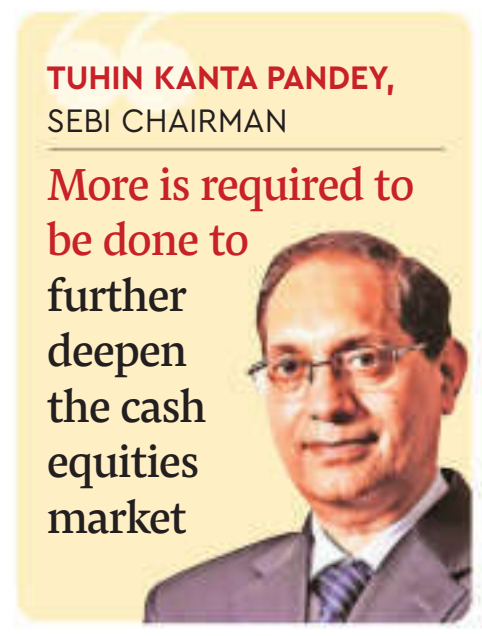 TUHIN KANTA PANDEY,
SEBI CHAIRMAN
More is required to
be done to
further
deepen
the cash
equities
market